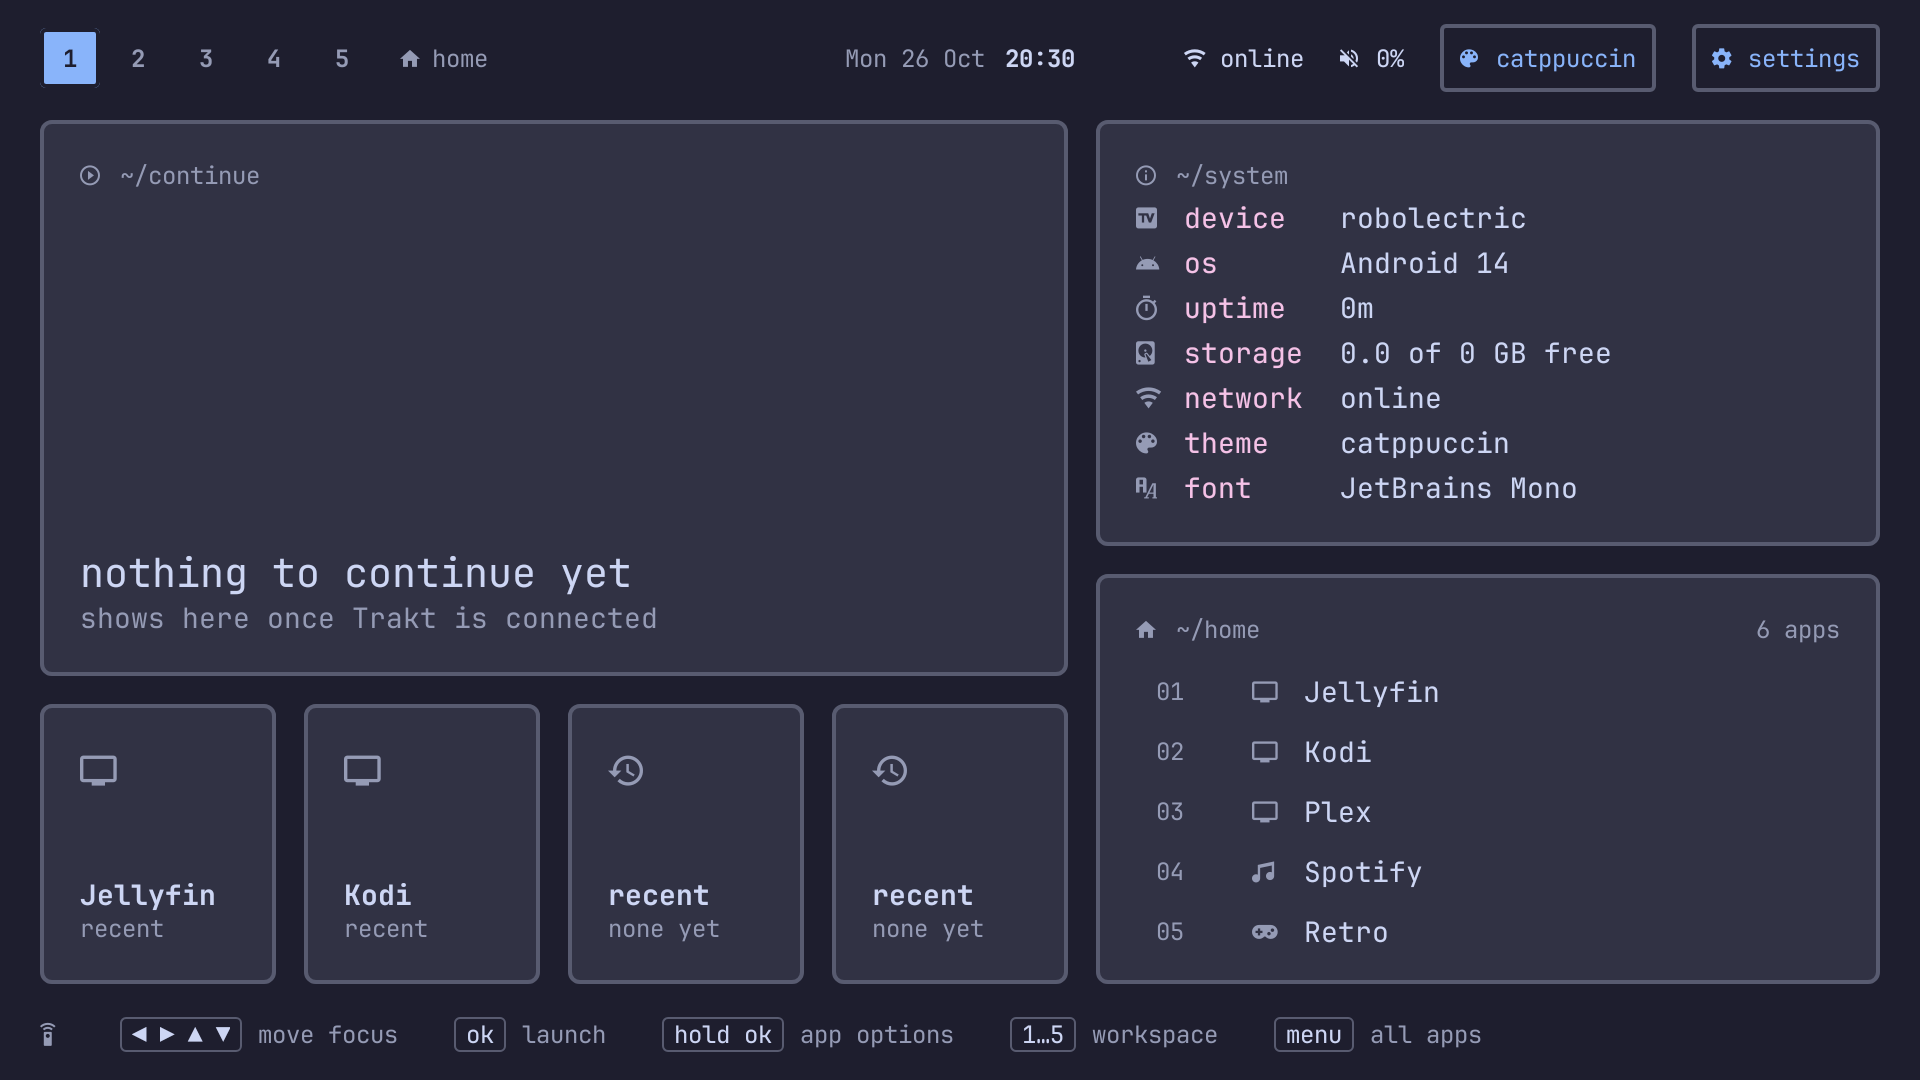 1 2 3 4 5 home Mon 26 Oct 20:30 online 0% catppuccin settings
~/continue
nothing to continue yet
shows here once Trakt is connected
~/system
TV device robolectric
os Android 14
uptime 0m
storage 0.0 of 0 GB free
network online
theme catppuccin
font JetBrains Mono
Jellyfin
recent
Kodi
recent
recent
none yet
recent
none yet
~/home 6 apps
01 Jellyfin
02 Kodi
03 Plex
04 Spotify
05 Retro
◀ ▶ ▲ ▼ move focus ok launch hold ok app options 1…5 workspace menu all apps